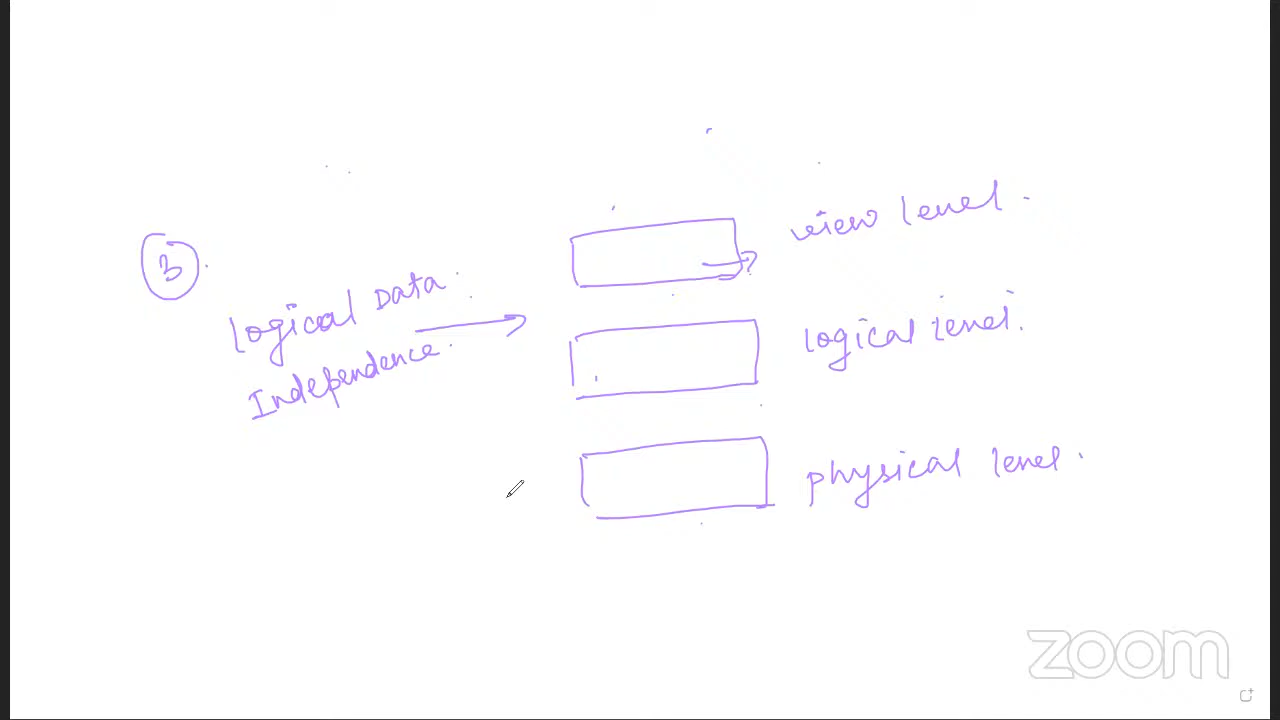 3.
view level.
Logical Data
Independence.
logical level.
physical level.
zoom